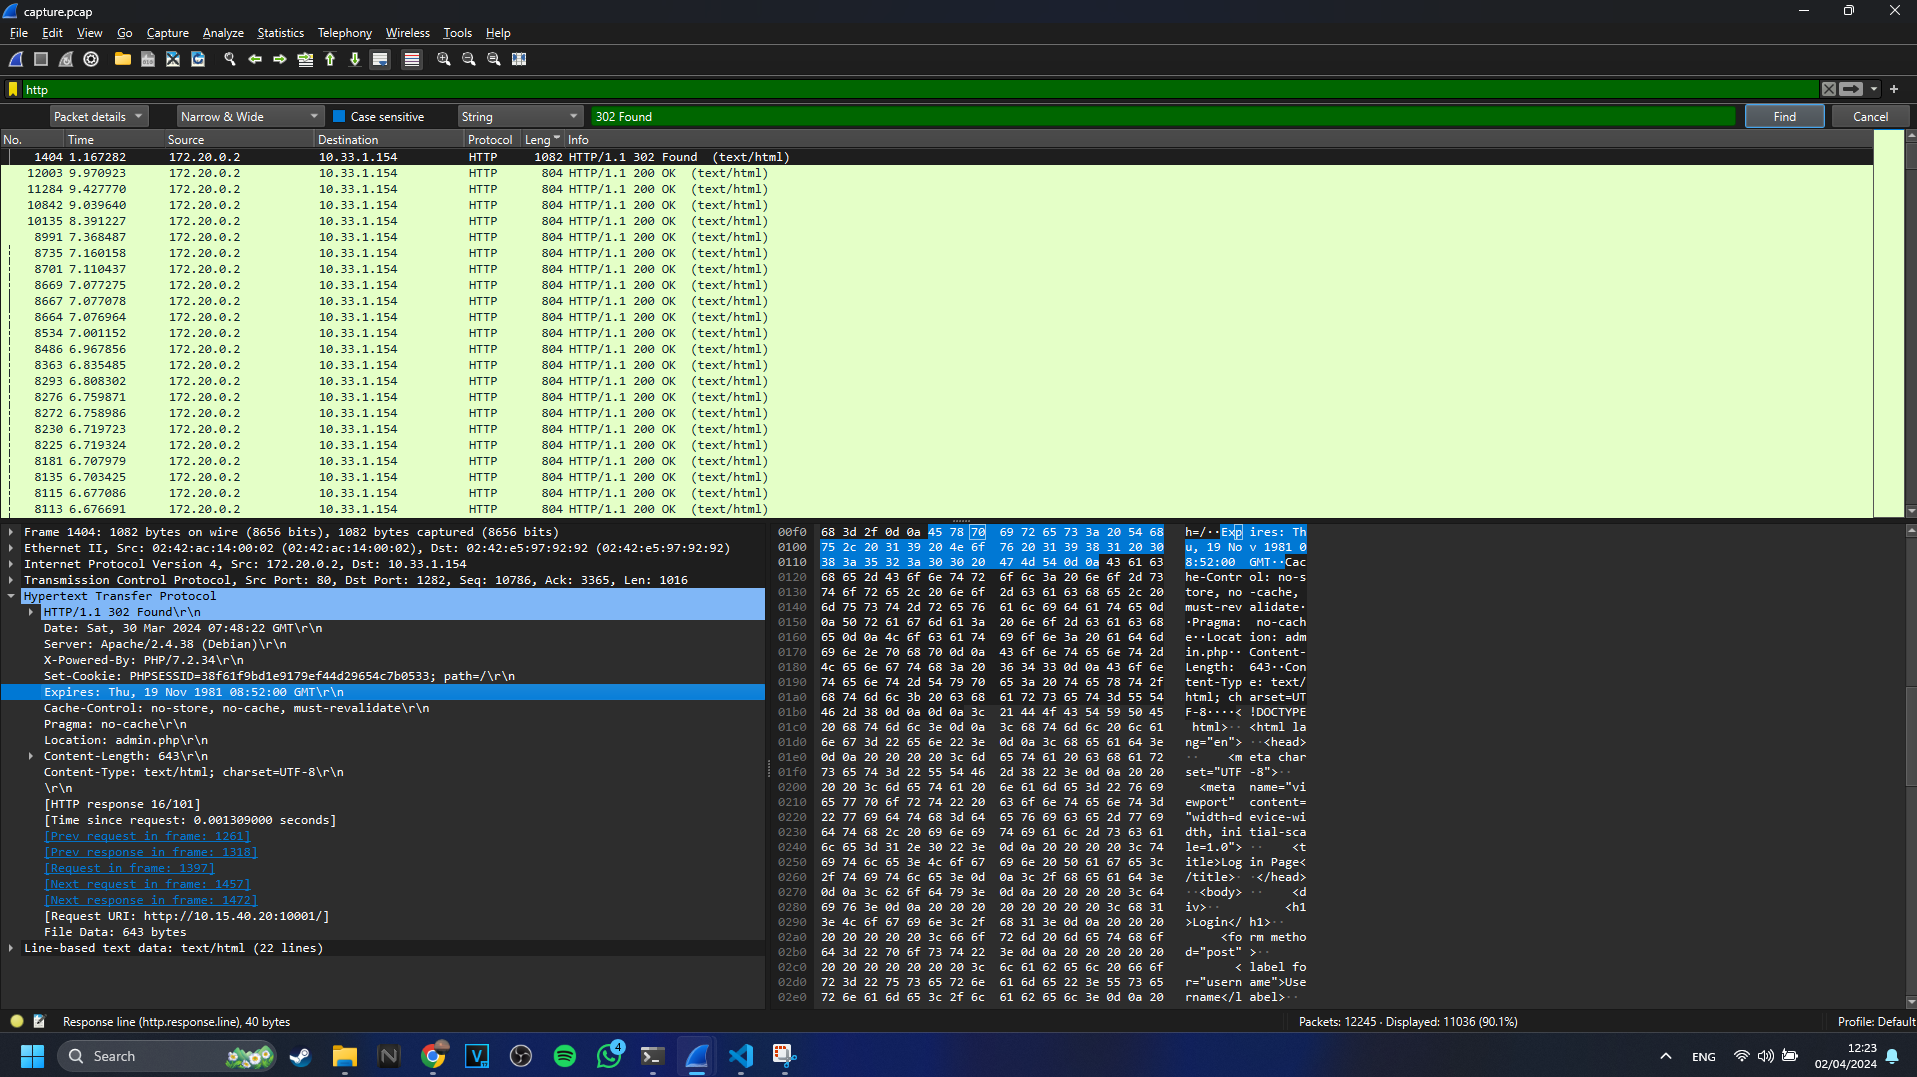 capture.pcap
File Edit View Go Capture Analyze Statistics Telephony Wireless Tools Help
http
Packet details Narrow & Wide Case sensitive String 302 Found Find Cancel
No. Time Source Destination Protocol Leng Info
1404 1.167282 172.20.0.2 10.33.1.154 HTTP 1082 HTTP/1.1 302 Found (text/html)
12003 9.970923 172.20.0.2 10.33.1.154 HTTP 804 HTTP/1.1 200 OK (text/html)
11284 9.427770 172.20.0.2 10.33.1.154 HTTP 804 HTTP/1.1 200 OK (text/html)
10842 9.039640 172.20.0.2 10.33.1.154 HTTP 804 HTTP/1.1 200 OK (text/html)
10135 8.391227 172.20.0.2 10.33.1.154 HTTP 804 HTTP/1.1 200 OK (text/html)
8991 7.368487 172.20.0.2 10.33.1.154 HTTP 804 HTTP/1.1 200 OK (text/html)
8735 7.160158 172.20.0.2 10.33.1.154 HTTP 804 HTTP/1.1 200 OK (text/html)
8701 7.110437 172.20.0.2 10.33.1.154 HTTP 804 HTTP/1.1 200 OK (text/html)
8669 7.077275 172.20.0.2 10.33.1.154 HTTP 804 HTTP/1.1 200 OK (text/html)
8667 7.077078 172.20.0.2 10.33.1.154 HTTP 804 HTTP/1.1 200 OK (text/html)
8664 7.076964 172.20.0.2 10.33.1.154 HTTP 804 HTTP/1.1 200 OK (text/html)
8534 7.001152 172.20.0.2 10.33.1.154 HTTP 804 HTTP/1.1 200 OK (text/html)
8486 6.967856 172.20.0.2 10.33.1.154 HTTP 804 HTTP/1.1 200 OK (text/html)
8363 6.835485 172.20.0.2 10.33.1.154 HTTP 804 HTTP/1.1 200 OK (text/html)
8293 6.808302 172.20.0.2 10.33.1.154 HTTP 804 HTTP/1.1 200 OK (text/html)
8276 6.759871 172.20.0.2 10.33.1.154 HTTP 804 HTTP/1.1 200 OK (text/html)
8272 6.758986 172.20.0.2 10.33.1.154 HTTP 804 HTTP/1.1 200 OK (text/html)
8230 6.719723 172.20.0.2 10.33.1.154 HTTP 804 HTTP/1.1 200 OK (text/html)
8225 6.719324 172.20.0.2 10.33.1.154 HTTP 804 HTTP/1.1 200 OK (text/html)
8181 6.707979 172.20.0.2 10.33.1.154 HTTP 804 HTTP/1.1 200 OK (text/html)
8135 6.703425 172.20.0.2 10.33.1.154 HTTP 804 HTTP/1.1 200 OK (text/html)
8115 6.677086 172.20.0.2 10.33.1.154 HTTP 804 HTTP/1.1 200 OK (text/html)
8113 6.676691 172.20.0.2 10.33.1.154 HTTP 804 HTTP/1.1 200 OK (text/html)
Frame 1404: 1082 bytes on wire (8656 bits), 1082 bytes captured (8656 bits)
Ethernet II, Src: 02:42:ac:14:00:02 (02:42:ac:14:00:02), Dst: 02:42:e5:97:92:92 (02:42:e5:97:92:92)
Internet Protocol Version 4, Src: 172.20.0.2, Dst: 10.33.1.154
Transmission Control Protocol, Src Port: 80, Dst Port: 1282, Seq: 10786, Ack: 3365, Len: 1016
Hypertext Transfer Protocol
HTTP/1.1 302 Found\r\n
Date: Sat, 30 Mar 2024 07:48:22 GMT\r\n
Server: Apache/2.4.38 (Debian)\r\n
X-Powered-By: PHP/7.2.34\r\n
Set-Cookie: PHPSESSID=38f61f9bd1e9179ef44d29654c7b0533; path=/\r\n
Expires: Thu, 19 Nov 1981 08:52:00 GMT\r\n
Cache-Control: no-store, no-cache, must-revalidate\r\n
Pragma: no-cache\r\n
Location: admin.php\r\n
Content-Length: 643\r\n
Content-Type: text/html; charset=UTF-8\r\n
\r\n
[HTTP response 16/101]
[Time since request: 0.001309000 seconds]
[Prev request in frame: 1261]
[Prev response in frame: 1318]
[Request in frame: 1397]
[Next request in frame: 1457]
[Next response in frame: 1472]
[Request URI: http://10.15.40.20:10001/]
File Data: 643 bytes
Line-based text data: text/html (22 lines)
00f0 68 3d 2f 0d 0a 45 78 70 69 72 65 73 3a 20 54 68 h=/··Exp ires: Th
0100 75 2c 20 31 39 20 4e 6f 76 20 31 39 38 31 20 30 u, 19 No v 1981 0
0110 38 3a 35 32 3a 30 30 20 47 4d 54 0d 0a 43 61 63 8:52:00 GMT··Cac
0120 68 65 2d 43 6f 6e 74 72 6f 6c 3a 20 6e 6f 2d 73 he-Contr ol: no-s
0130 74 6f 72 65 2c 20 6e 6f 2d 63 61 63 68 65 2c 20 tore, no -cache,
0140 6d 75 73 74 2d 72 65 76 61 6c 69 64 61 74 65 0d must-rev alidate·
0150 0a 50 72 61 67 6d 61 3a 20 6e 6f 2d 63 61 63 68 ·Pragma: no-cach
0160 65 0d 0a 4c 6f 63 61 74 69 6f 6e 3a 20 61 64 6d e··Locat ion: adm
0170 69 6e 2e 70 68 70 0d 0a 43 6f 6e 74 65 6e 74 2d in.php·· Content-
0180 4c 65 6e 67 74 68 3a 20 36 34 33 0d 0a 43 6f 6e Length: 643··Con
0190 74 65 6e 74 2d 54 79 70 65 3a 20 74 65 78 74 2f tent-Typ e: text/
01a0 68 74 6d 6c 3b 20 63 68 61 72 73 65 74 3d 55 54 html; ch arset=UT
01b0 46 2d 38 0d 0a 0d 0a 3c 21 44 4f 43 54 59 50 45 F-8····< !DOCTYPE
01c0 20 68 74 6d 6c 3e 0d 0a 3c 68 74 6d 6c 20 6c 61 html>·· <html la
01d0 6e 67 3d 22 65 6e 22 3e 0d 0a 3c 68 65 61 64 3e ng="en"> ··<head>
01e0 0d 0a 20 20 20 20 3c 6d 65 74 61 20 63 68 61 72 ·· <m eta char
01f0 73 65 74 3d 22 55 54 46 2d 38 22 3e 0d 0a 20 20 set="UTF -8">··
0200 20 20 3c 6d 65 74 61 20 6e 61 6d 65 3d 22 76 69 <meta name="vi
0210 65 77 70 6f 72 74 22 20 63 6f 6e 74 65 6e 74 3d ewport" content=
0220 22 77 69 64 74 68 3d 64 65 76 69 63 65 2d 77 69 "width=d evice-wi
0230 64 74 68 2c 20 69 6e 69 74 69 61 6c 2d 73 63 61 dth, ini tial-sca
0240 6c 65 3d 31 2e 30 22 3e 0d 0a 20 20 20 20 3c 74 le=1.0"> ·· <t
0250 69 74 6c 65 3e 4c 6f 67 69 6e 20 50 61 67 65 3c itle>Log in Page<
0260 2f 74 69 74 6c 65 3e 0d 0a 3c 2f 68 65 61 64 3e /title>· ·</head>
0270 0d 0a 3c 62 6f 64 79 3e 0d 0a 20 20 20 20 3c 64 ··<body> ·· <d
0280 69 76 3e 0d 0a 20 20 20 20 20 20 20 20 3c 68 31 iv>·· <h1
0290 3e 4c 6f 67 69 6e 3c 2f 68 31 3e 0d 0a 20 20 20 >Login</ h1>··
02a0 20 20 20 20 20 3c 66 6f 72 6d 20 6d 65 74 68 6f <fo rm metho
02b0 64 3d 22 70 6f 73 74 22 3e 0d 0a 20 20 20 20 20 d="post" >··
02c0 20 20 20 20 20 20 20 3c 6c 61 62 65 6c 20 66 6f < label fo
02d0 72 3d 22 75 73 65 72 6e 61 6d 65 22 3e 55 73 65 r="usern ame">Use
02e0 72 6e 61 6d 65 3c 2f 6c 61 62 65 6c 3e 0d 0a 20 rname</l abel>··
Response line (http.response.line), 40 bytes Packets: 12245 · Displayed: 11036 (90.1%) Profile: Default
Search 4 ENG 12:23
02/04/2024